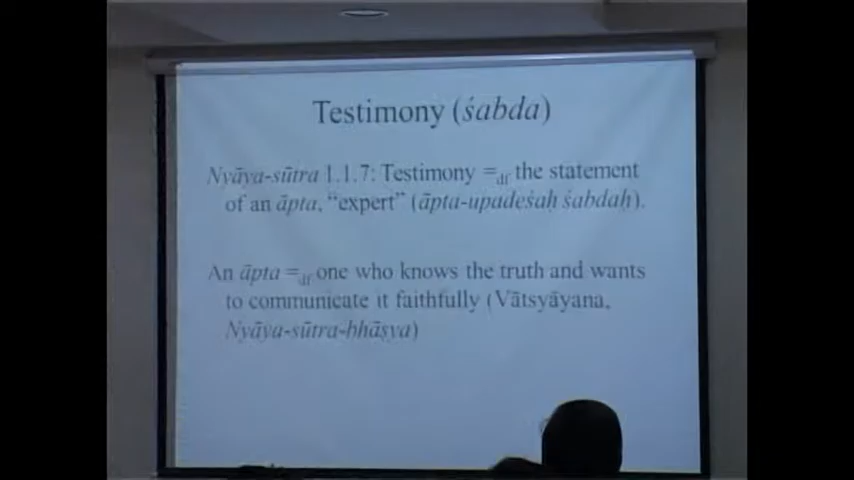 Testimony (śabda)
Nyāya-sūtra 1.1.7: Testimony =df the statement
of an āpta, “expert” (āpta-upadeśaḥ śabdaḥ).
An āpta =df one who knows the truth and wants
to communicate it faithfully (Vātsyāyana,
Nyāya-sūtra-bhāṣya)